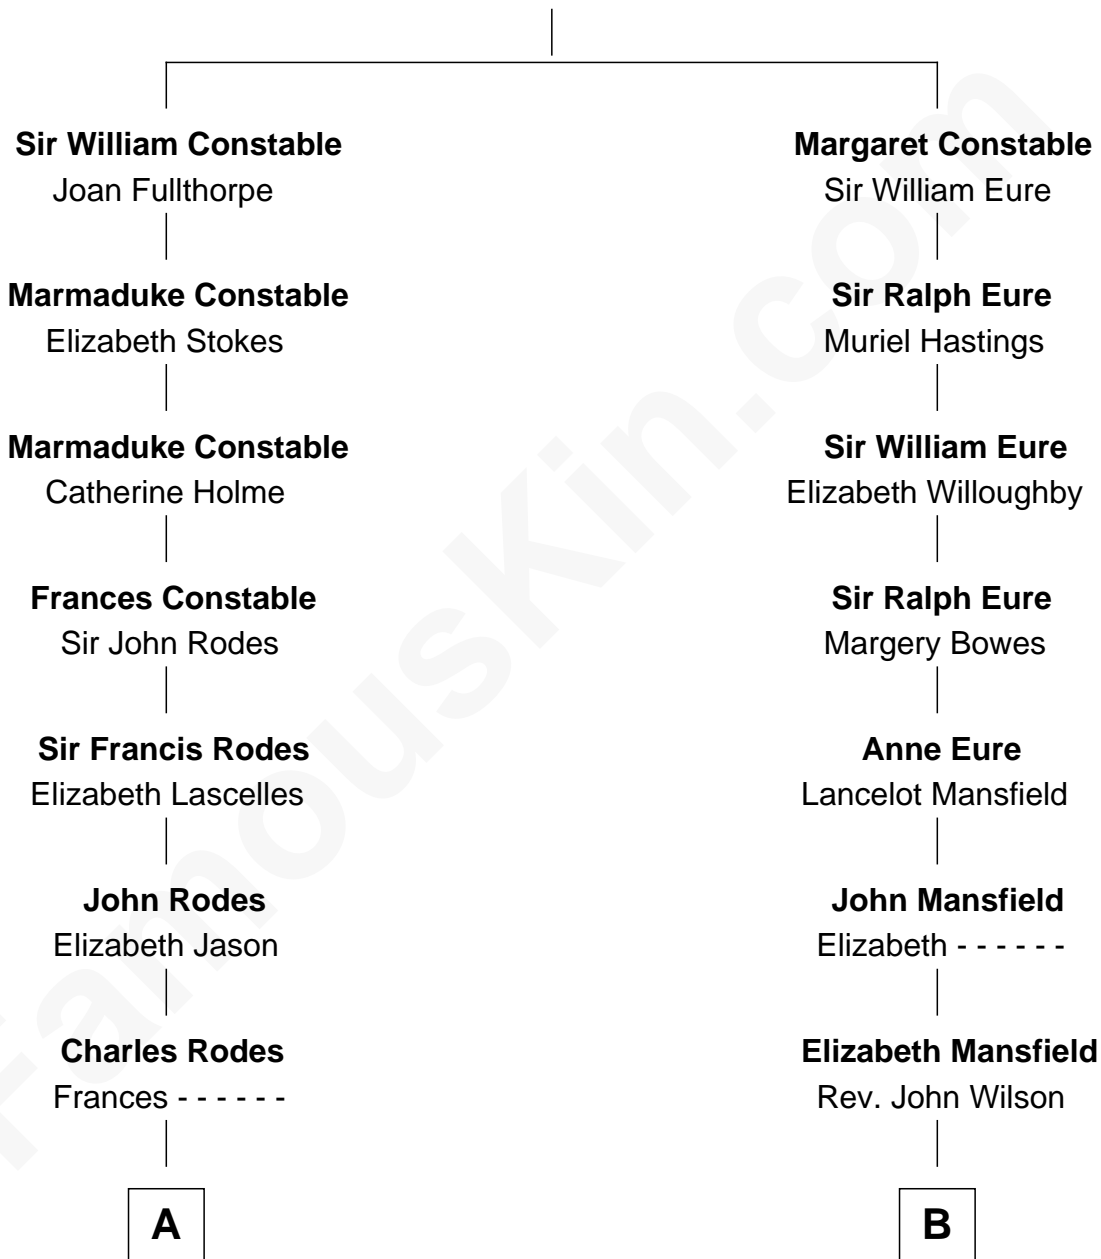 Sir William Constable
Joan Fullthorpe
Marmaduke Constable
Elizabeth Stokes
Marmaduke Constable
Catherine Holme
Frances Constable
Sir John Rodes
Sir Francis Rodes
Elizabeth Lascelles
John Rodes
Elizabeth Jason
Charles Rodes
Frances - - - - - -
A
Margaret Constable
Sir William Eure
Sir Ralph Eure
Muriel Hastings
Sir William Eure
Elizabeth Willoughby
Sir Ralph Eure
Margery Bowes
Anne Eure
Lancelot Mansfield
John Mansfield
Elizabeth - - - - - -
Elizabeth Mansfield
Rev. John Wilson
B
FamousKin.com